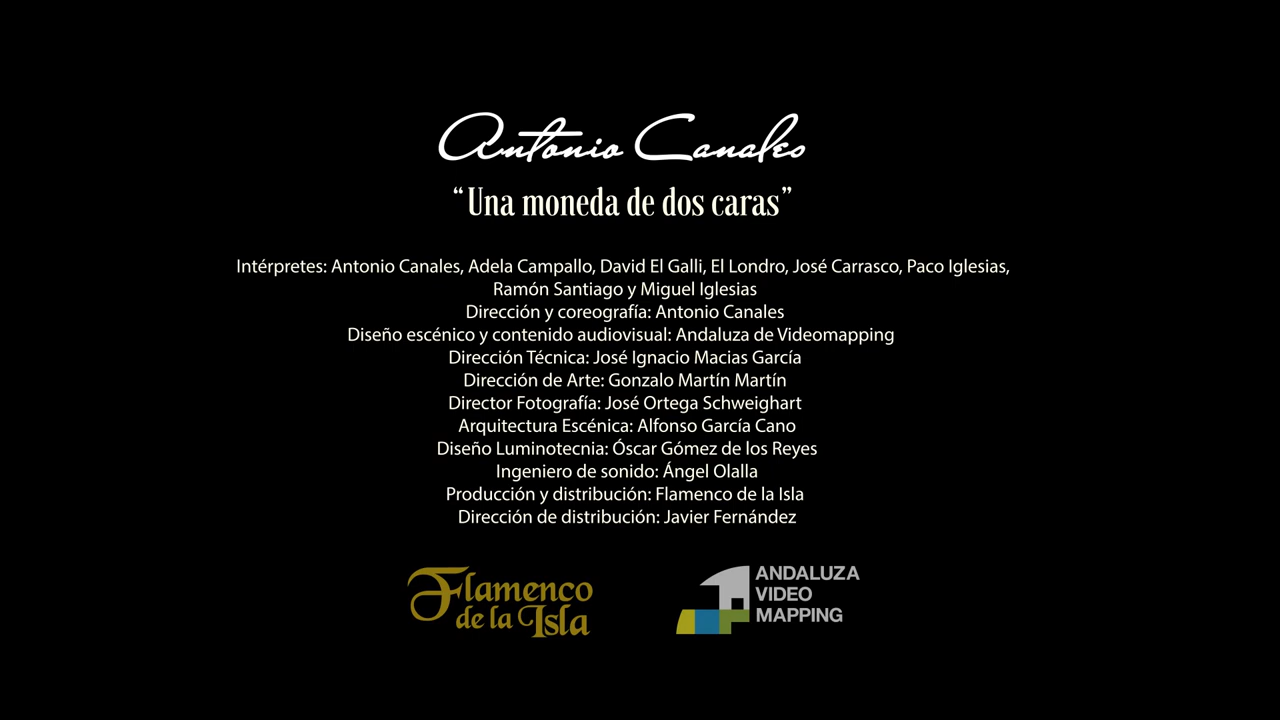 Antonio Canales
“Una moneda de dos caras”
Intérpretes: Antonio Canales, Adela Campallo, David El Galli, El Londro, José Carrasco, Paco Iglesias,
Ramón Santiago y Miguel Iglesias
Dirección y coreografía: Antonio Canales
Diseño escénico y contenido audiovisual: Andaluza de Videomapping
Dirección Técnica: José Ignacio Macias García
Dirección de Arte: Gonzalo Martín Martín
Director Fotografía: José Ortega Schweighart
Arquitectura Escénica: Alfonso García Cano
Diseño Luminotecnia: Óscar Gómez de los Reyes
Ingeniero de sonido: Ángel Olalla
Producción y distribución: Flamenco de la Isla
Dirección de distribución: Javier Fernández
Flamenco
de la Isla
ANDALUZA
VIDEO
MAPPING